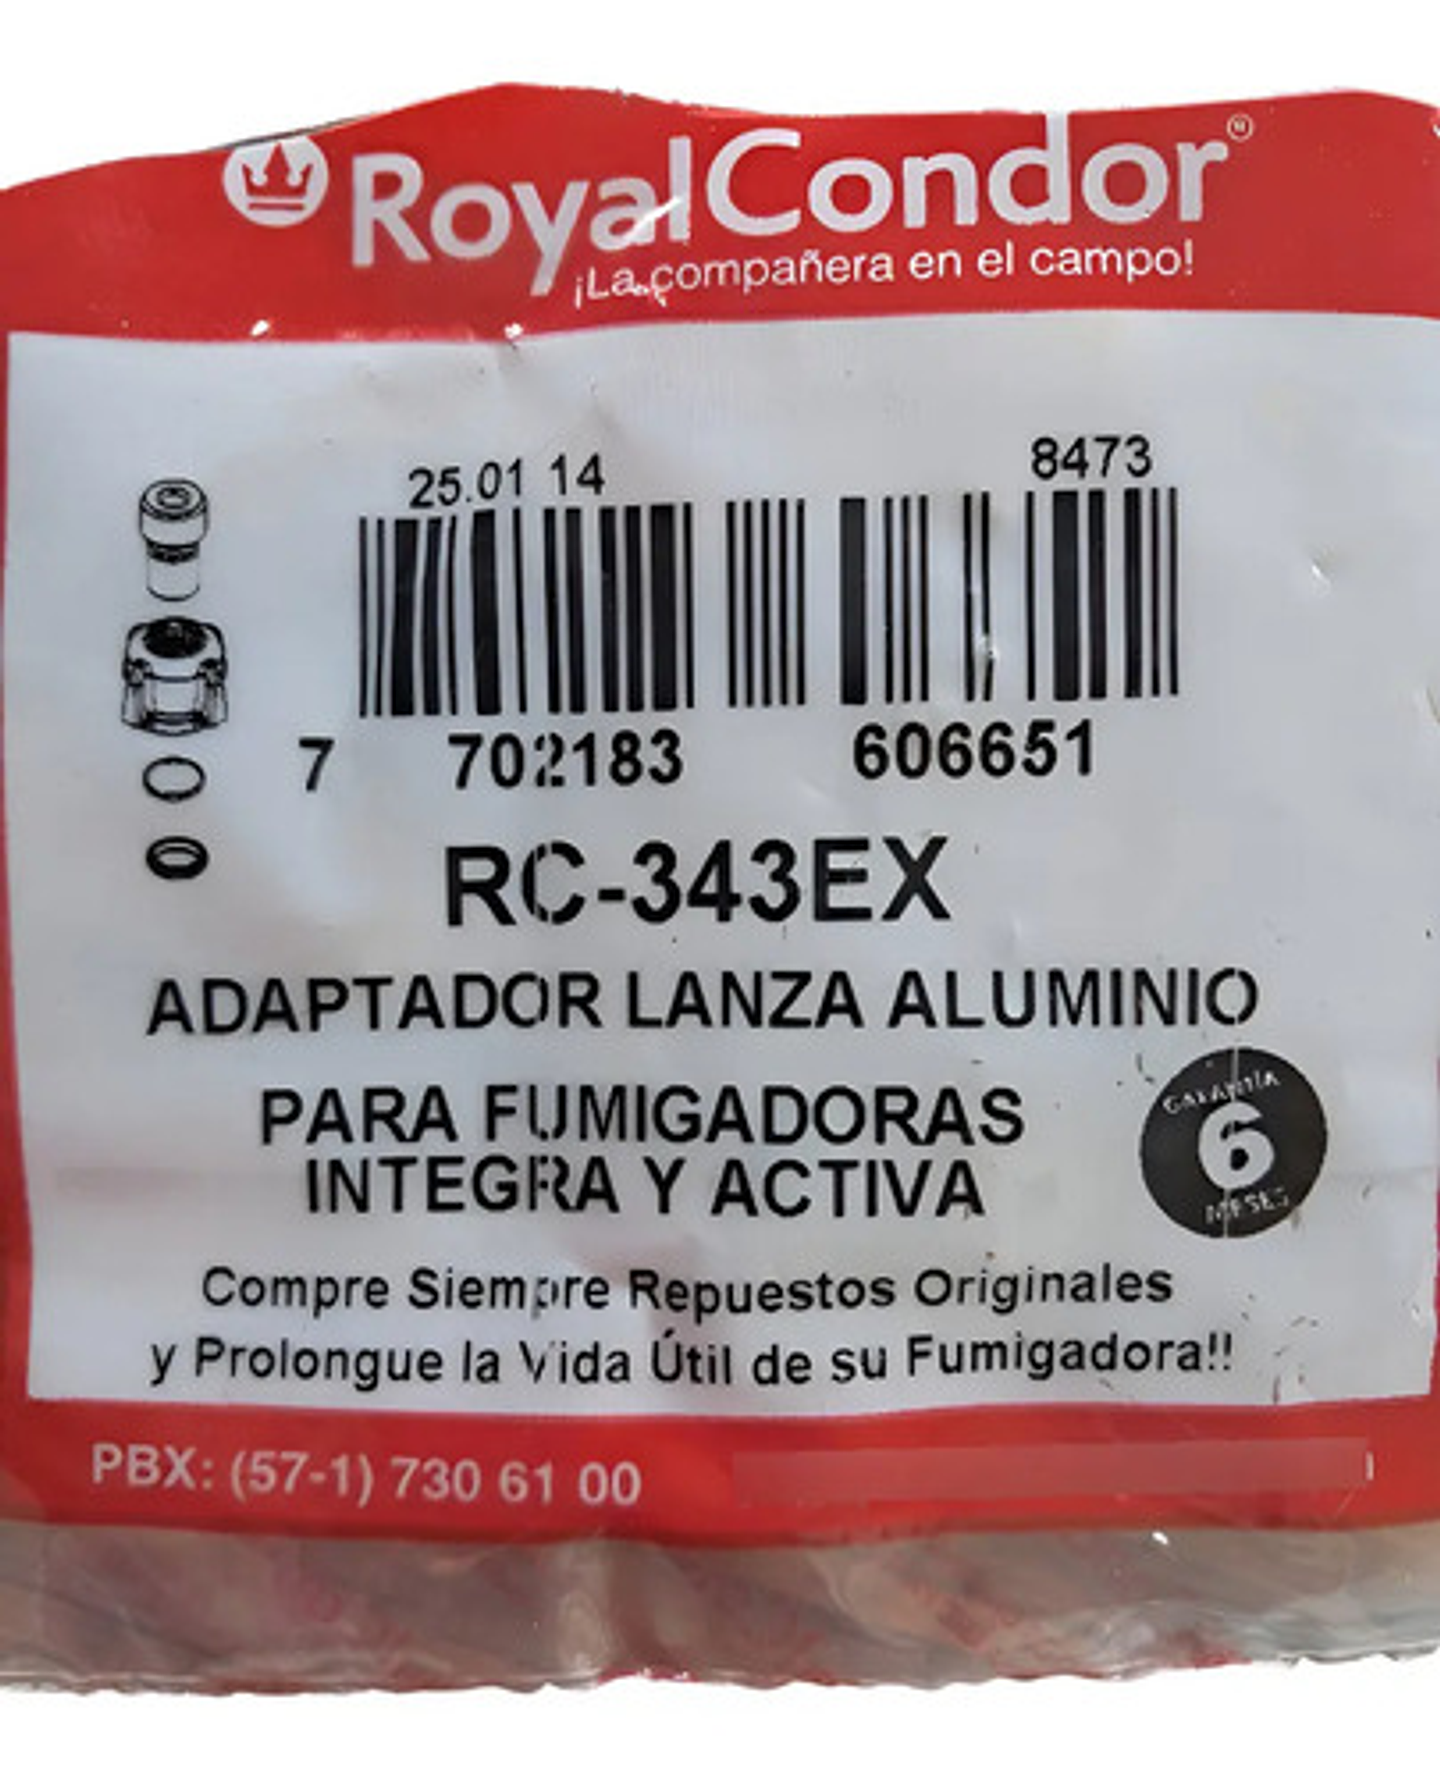 RoyalCondor®
¡La compañera en el campo!
25.01 14
8473
7 702183 606651
RC-343EX
ADAPTADOR LANZA ALUMINIO
PARA FUMIGADORAS
INTEGRA Y ACTIVA
GARANTÍA
6
MESES
Compre Siempre Repuestos Originales
y Prolongue la Vida Útil de su Fumigadora!!
PBX: (57-1) 730 61 00